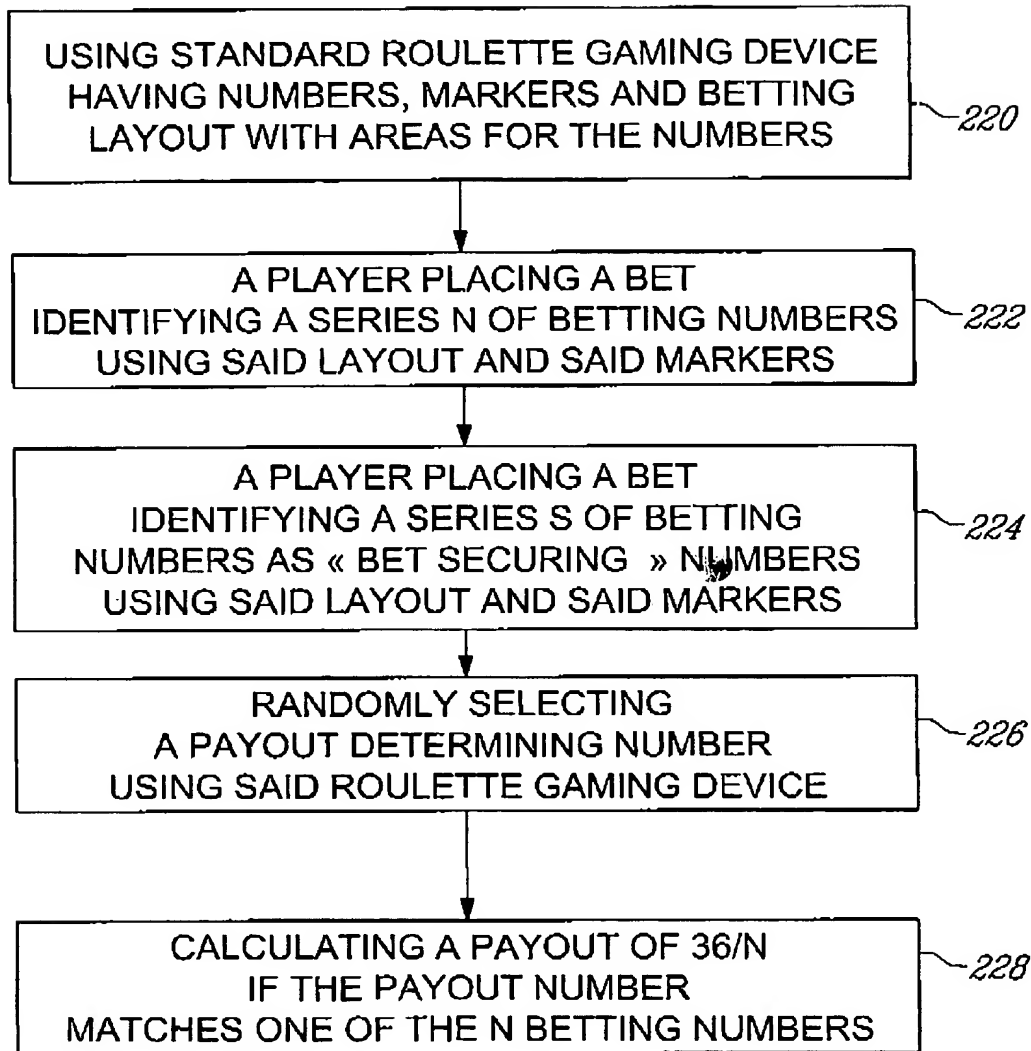 USING STANDARD ROULETTE GAMING DEVICE
HAVING NUMBERS, MARKERS AND BETTING
LAYOUT WITH AREAS FOR THE NUMBERS
220
A PLAYER PLACING A BET
IDENTIFYING A SERIES N OF BETTING NUMBERS
USING SAID LAYOUT AND SAID MARKERS
222
A PLAYER PLACING A BET
IDENTIFYING A SERIES S OF BETTING
NUMBERS AS « BET SECURING » NUMBERS
USING SAID LAYOUT AND SAID MARKERS
224
RANDOMLY SELECTING
A PAYOUT DETERMINING NUMBER
USING SAID ROULETTE GAMING DEVICE
226
CALCULATING A PAYOUT OF 36/N
IF THE PAYOUT NUMBER
MATCHES ONE OF THE N BETTING NUMBERS
228